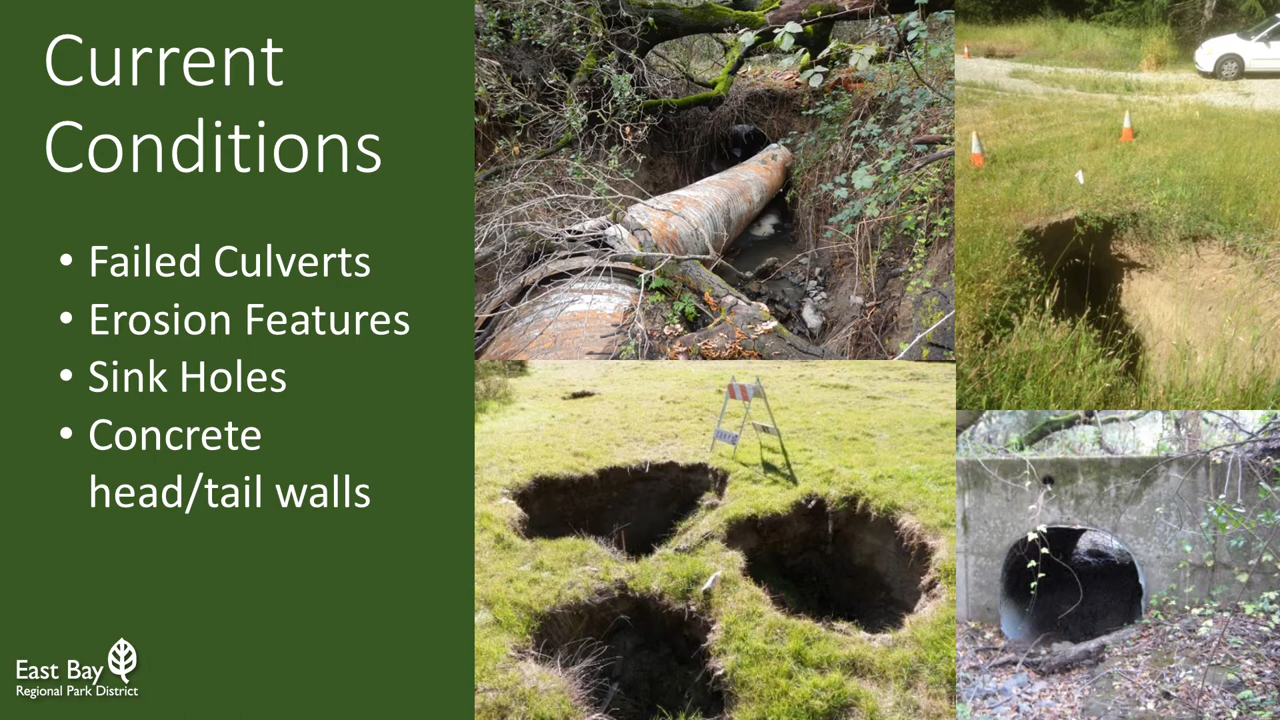 Current
Conditions
• Failed Culverts
• Erosion Features
• Sink Holes
• Concrete
head/tail walls
East Bay
Regional Park District